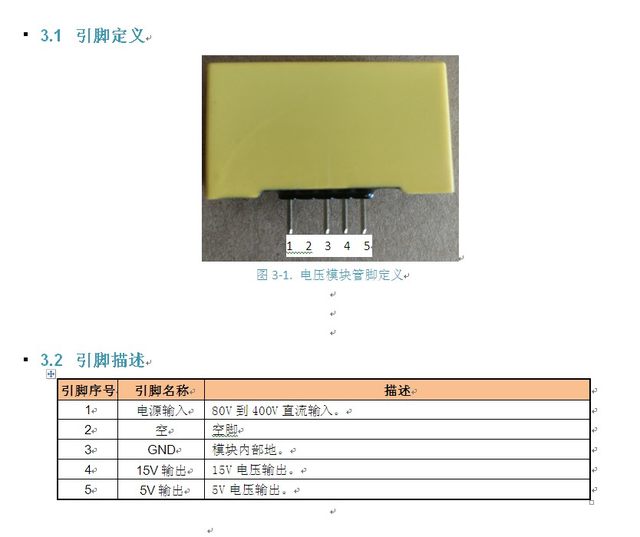 3.1 引脚定义
1 2 3 4 5
图 3-1. 电压模块管脚定义
3.2 引脚描述
引脚序号 引脚名称 描述
1 电源输入 80V 到 400V 直流输入。
2 空 空脚
3 GND 模块内部地。
4 15V 输出 15V 电压输出。
5 5V 输出 5V 电压输出。